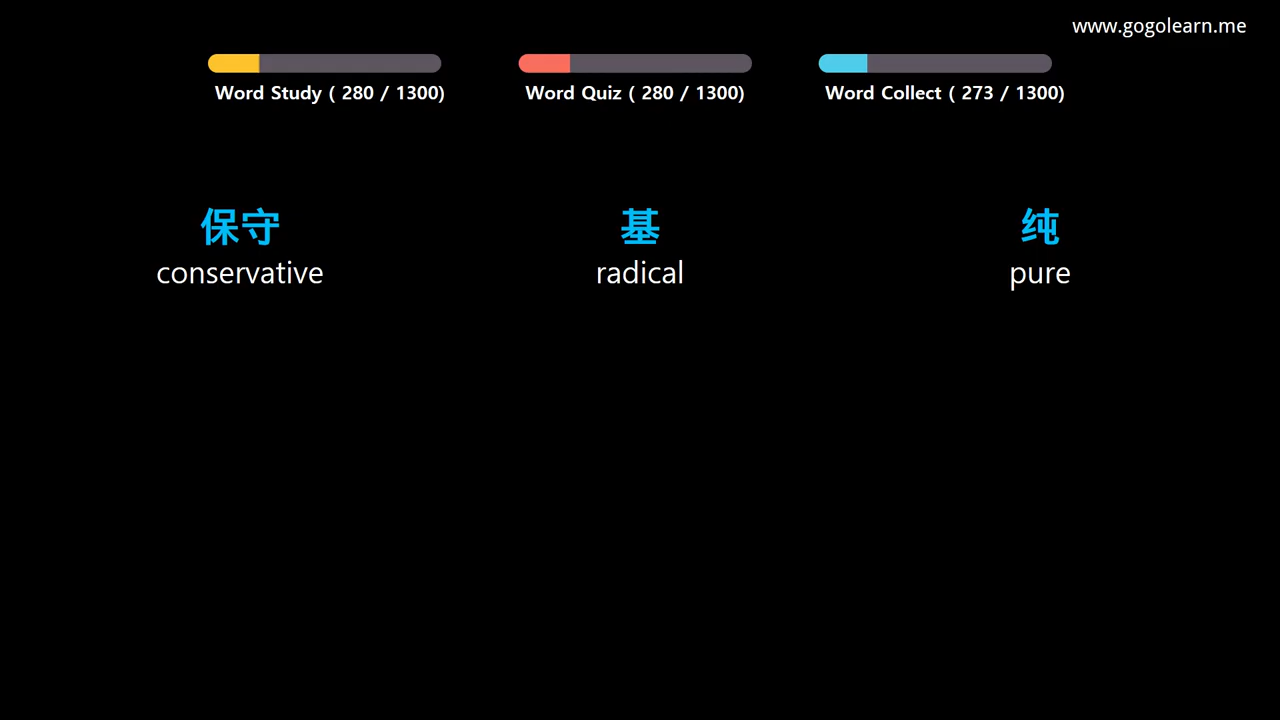 www.gogolearn.me
Word Study ( 280 / 1300)
Word Quiz ( 280 / 1300)
Word Collect ( 273 / 1300)
保守
基
纯
conservative
radical
pure